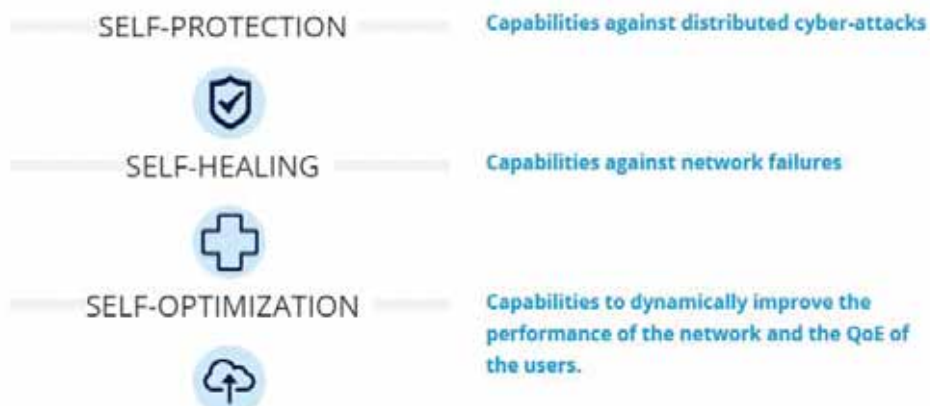 SELF-PROTECTION
Capabilities against distributed cyber-attacks
SELF-HEALING
Capabilities against network failures
SELF-OPTIMIZATION
Capabilities to dynamically improve the
performance of the network and the QoE of
the users.